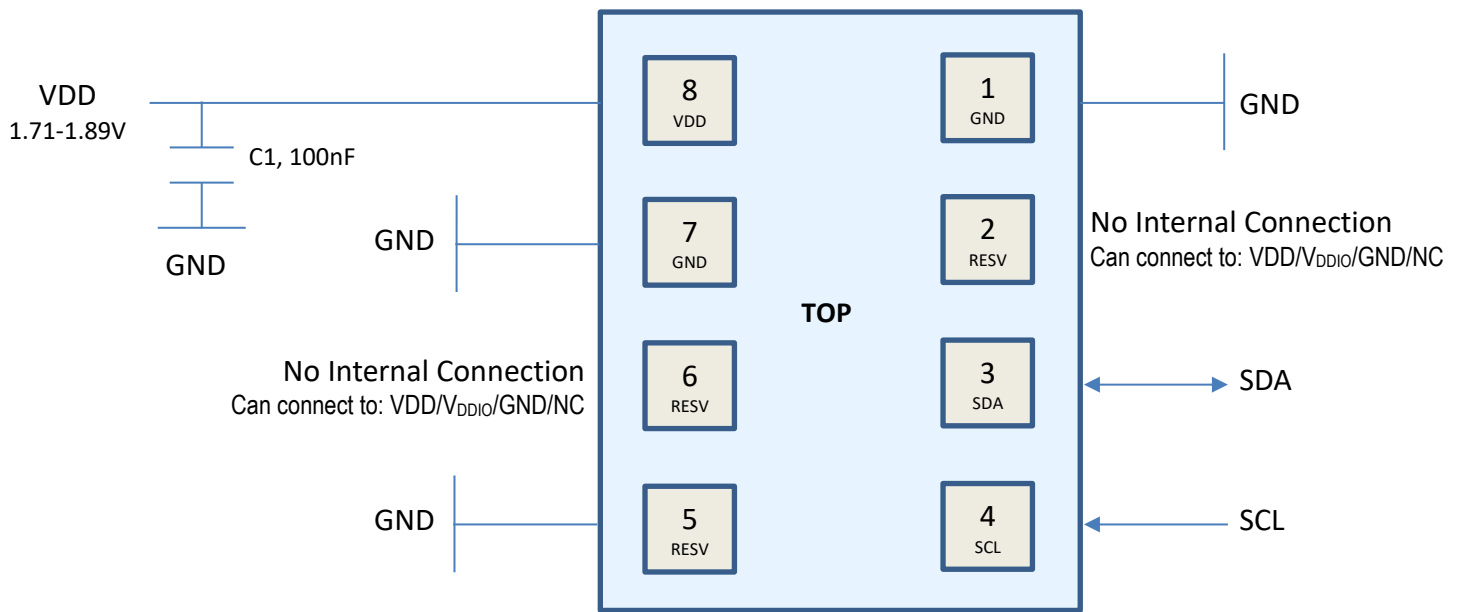 VDD
1.71-1.89V
C1, 100nF
GND
8
VDD
1
GND
GND
GND
7
GND
2
RESV
No Internal Connection
Can connect to: VDD/VDDIO/GND/NC
TOP
No Internal Connection
Can connect to: VDD/VDDIO/GND/NC
6
RESV
3
SDA
SDA
GND
5
RESV
4
SCL
SCL